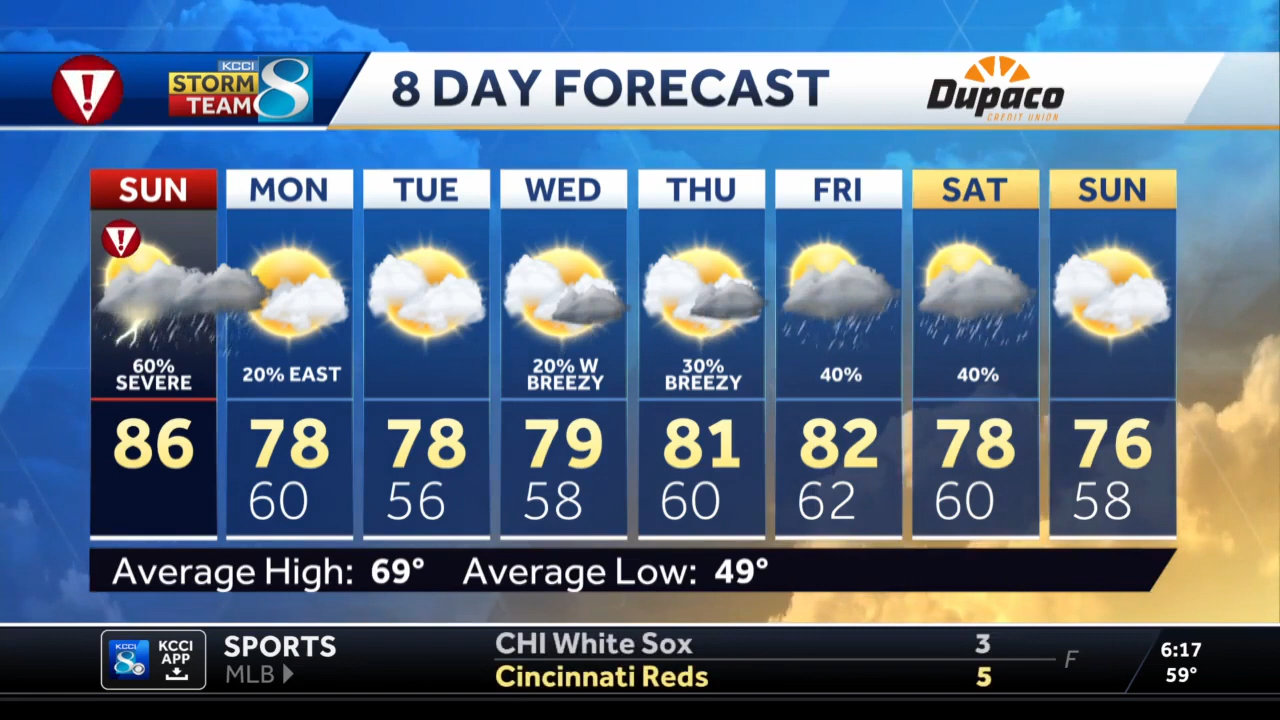 KCCI
STORM
TEAM 8
8 DAY FORECAST
Dupaco
CREDIT UNION
SUN
MON
TUE
WED
THU
FRI
SAT
SUN
60%
SEVERE
20% EAST
20% W
BREEZY
30%
BREEZY
40%
40%
86
78
78
79
81
82
78
76
60
56
58
60
62
60
58
Average High: 69° Average Low: 49°
KCCI
8
KCCI
APP
SPORTS
MLB
CHI White Sox 3
Cincinnati Reds 5
F
6:17
59°